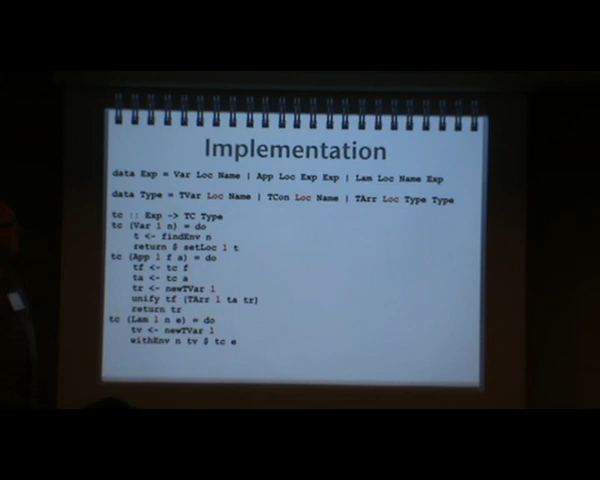 Implementation
data Exp = Var Loc Name | App Loc Exp Exp | Lam Loc Name Exp
data Type = TVar Loc Name | TCon Loc Name | TArr Loc Type Type
tc :: Exp -> TC Type
tc (Var l n) = do
t <- findEnv n
return $ setLoc l t
tc (App l f a) = do
tf <- tc f
ta <- tc a
tr <- newTVar l
unify tf (TArr l ta tr)
return tr
tc (Lam l n e) = do
tv <- newTVar l
withEnv n tv $ tc e